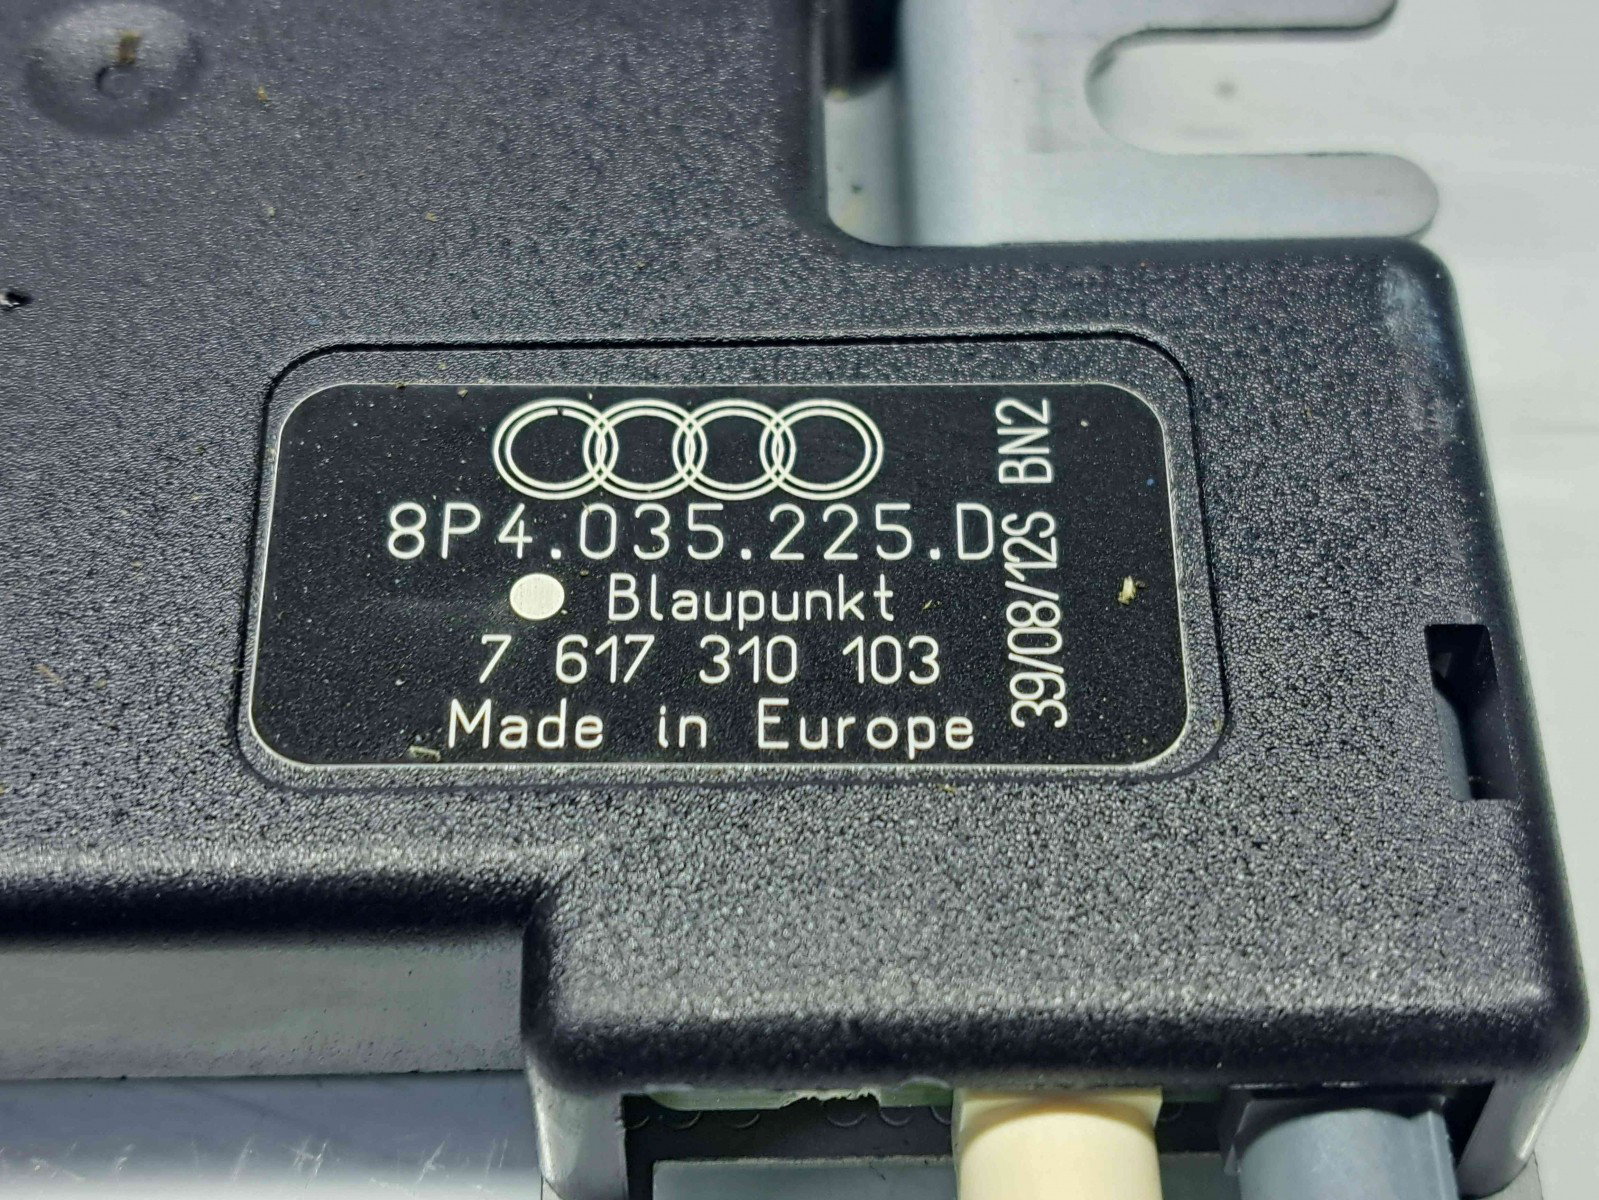 8P4.035.225.D
Blaupunkt
7 617 310 103
Made in Europe
39/08/12S BN2